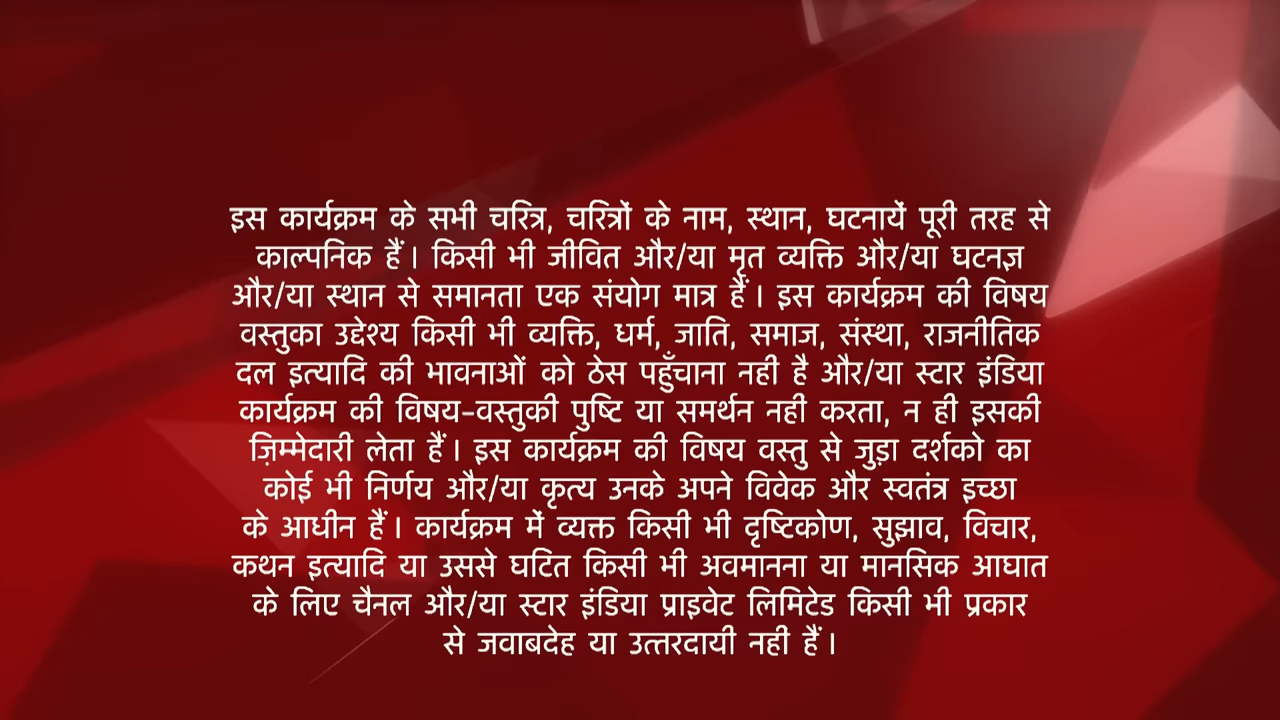 इस कार्यक्रम के सभी चरित्र, चरित्रों के नाम, स्थान, घटनायें पूरी तरह से
काल्पनिक हैं। किसी भी जीवित और/या मृत व्यक्ति और/या घटनज्ञ
और/या स्थान से समानता एक संयोग मात्र हैं। इस कार्यक्रम की विषय
वस्तुका उद्देश्य किसी भी व्यक्ति, धर्म, जाति, समाज, संस्था, राजनीतिक
दल इत्यादि की भावनाओं को ठेस पहुँचाना नही है और/या स्टार इंडिया
कार्यक्रम की विषय-वस्तुकी पुष्टि या समर्थन नही करता, न ही इसकी
ज़िम्मेदारी लेता हैं। इस कार्यक्रम की विषय वस्तु से जुड़ा दर्शको का
कोई भी निर्णय और/या कृत्य उनके अपने विवेक और स्वतंत्र इच्छा
के आधीन हैं। कार्यक्रम में व्यक्त किसी भी दृष्टिकोण, सुझाव, विचार,
कथन इत्यादि या उससे घटित किसी भी अवमानना या मानसिक आघात
के लिए चैनल और/या स्टार इंडिया प्राइवेट लिमिटेड किसी भी प्रकार
से जवाबदेह या उत्तरदायी नही हैं।